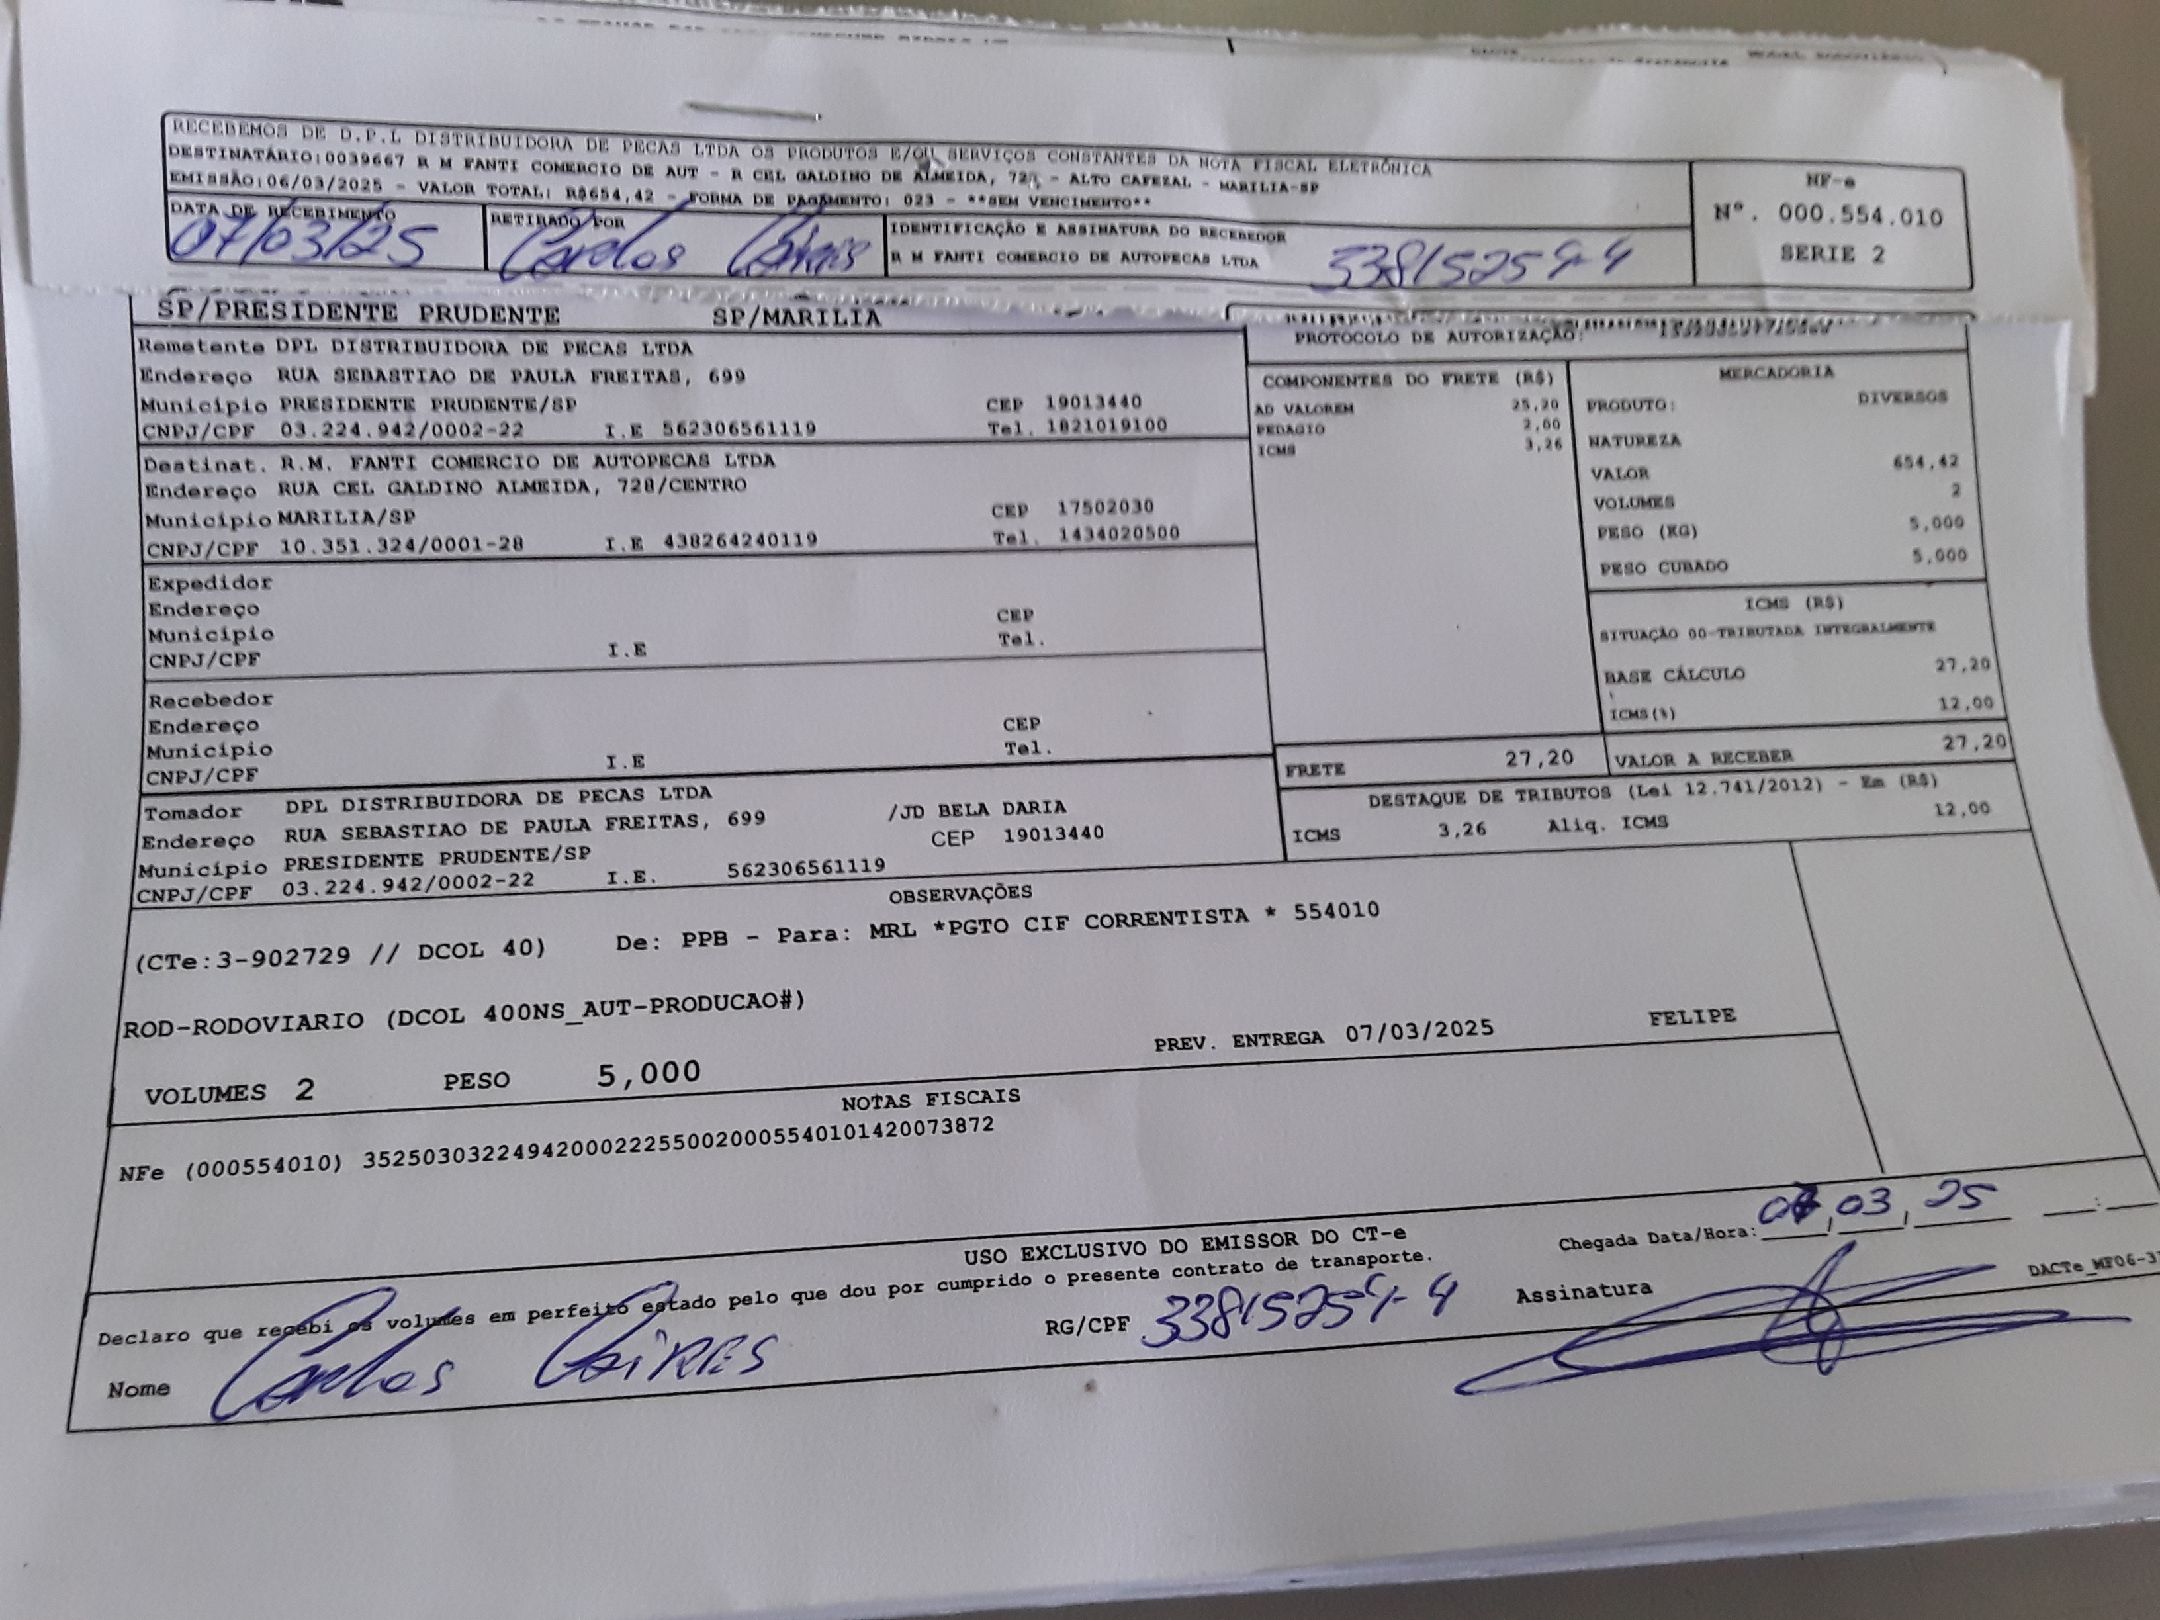 RECEBEMOS DE D.P.L DISTRIBUIDORA DE PECAS LTDA OS PRODUTOS E/OU SERVIÇOS CONSTANTES DA NOTA FISCAL ELETRÔNICA
DESTINATÁRIO:0039667 R M FANTI COMERCIO DE AUT - R CEL GALDINO DE ALMEIDA, 728 - ALTO CAFEZAL - MARILIA-SP
EMISSÃO:06/03/2025 - VALOR TOTAL: R$654,42 - FORMA DE PAGAMENTO: 023 - **SEM VENCIMENTO**
NF-e
Nº. 000.554.010
SERIE 2
DATA DE RECEBIMENTO
07/03/25
RETIRADO POR
Carlos Caires
IDENTIFICAÇÃO E ASSINATURA DO RECEBEDOR
R M FANTI COMERCIO DE AUTOPECAS LTDA
33815259-4
SP/PRESIDENTE PRUDENTE SP/MARILIA
PROTOCOLO DE AUTORIZAÇÃO:
Remetente DPL DISTRIBUIDORA DE PECAS LTDA
Endereço RUA SEBASTIAO DE PAULA FREITAS, 699
Município PRESIDENTE PRUDENTE/SP CEP 19013440
CNPJ/CPF 03.224.942/0002-22 I.E 562306561119 Tel. 1821019100
Destinat. R.M. FANTI COMERCIO DE AUTOPECAS LTDA
Endereço RUA CEL GALDINO ALMEIDA, 728/CENTRO
Município MARILIA/SP CEP 17502030
CNPJ/CPF 10.351.324/0001-28 I.E 438264240119 Tel. 1434020500
Expedidor
Endereço
Município CEP
CNPJ/CPF I.E Tel.
Recebedor
Endereço CEP
Município Tel.
CNPJ/CPF I.E
Tomador DPL DISTRIBUIDORA DE PECAS LTDA
Endereço RUA SEBASTIAO DE PAULA FREITAS, 699 /JD BELA DARIA
Município PRESIDENTE PRUDENTE/SP CEP 19013440
CNPJ/CPF 03.224.942/0002-22 I.E. 562306561119
COMPONENTES DO FRETE (R$)
AD VALOREM 25,20
PEDAGIO 2,00
ICMS 3,26
MERCADORIA
PRODUTO: DIVERSOS
NATUREZA
VALOR 654,42
VOLUMES 2
PESO (KG) 5,000
PESO CUBADO 5,000
ICMS (R$)
SITUAÇÃO 00-TRIBUTADA INTEGRALMENTE
BASE CÁLCULO 27,20
ICMS(%) 12,00
FRETE 27,20 VALOR A RECEBER 27,20
DESTAQUE DE TRIBUTOS (Lei 12.741/2012) - Em (R$)
ICMS 3,26 Aliq. ICMS 12,00
OBSERVAÇÕES
(CTe:3-902729 // DCOL 40) De: PPB - Para: MRL *PGTO CIF CORRENTISTA * 554010
ROD-RODOVIARIO (DCOL 400NS_AUT-PRODUCAO#)
VOLUMES 2 PESO 5,000 PREV. ENTREGA 07/03/2025 FELIPE
NOTAS FISCAIS
NFe (000554010) 35250303224942000222550020005540101420073872
USO EXCLUSIVO DO EMISSOR DO CT-e
Chegada Data/Hora: 07/03/25 __:__
Declaro que recebi os volumes em perfeito estado pelo que dou por cumprido o presente contrato de transporte.
DACTe_MF06-3
Nome Carlos Caires RG/CPF 33815259-4 Assinatura